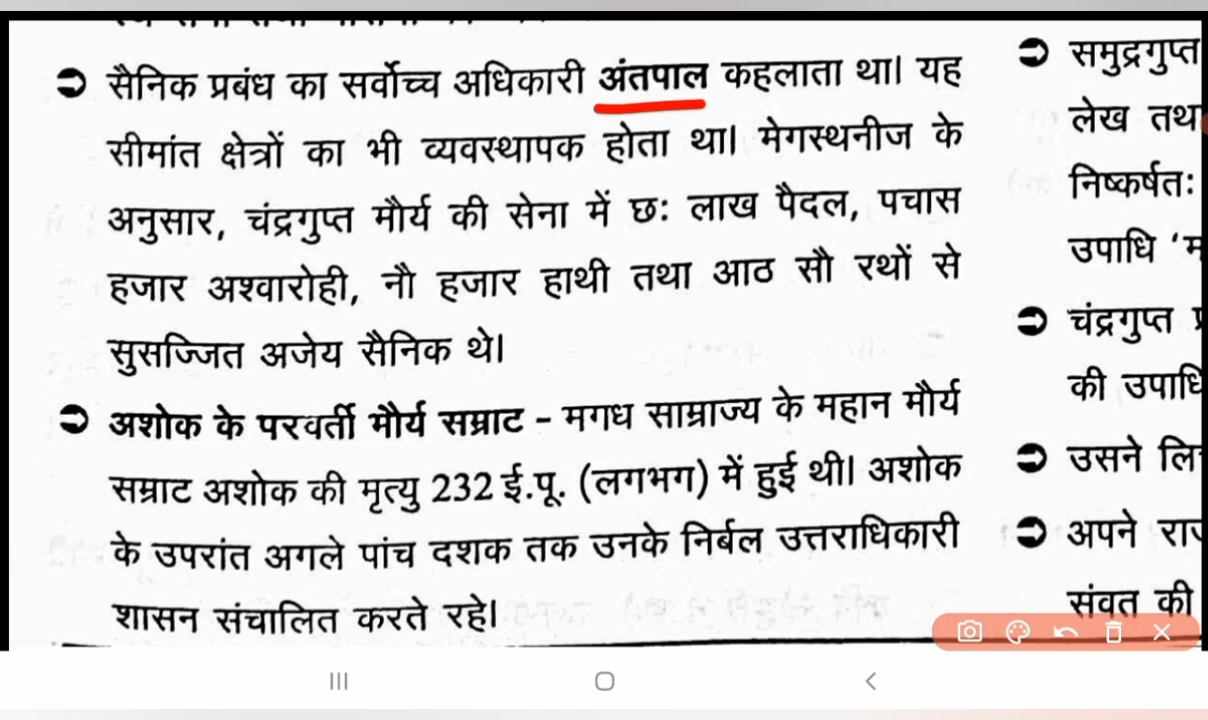 सैनिक प्रबंध का सर्वोच्च अधिकारी अंतपाल कहलाता था। यह
सीमांत क्षेत्रों का भी व्यवस्थापक होता था। मेगस्थनीज के
अनुसार, चंद्रगुप्त मौर्य की सेना में छः लाख पैदल, पचास
हजार अश्वारोही, नौ हजार हाथी तथा आठ सौ रथों से
सुसज्जित अजेय सैनिक थे।
अशोक के परवर्ती मौर्य सम्राट - मगध साम्राज्य के महान मौर्य
सम्राट अशोक की मृत्यु 232 ई.पू. (लगभग) में हुई थी। अशोक
के उपरांत अगले पांच दशक तक उनके निर्बल उत्तराधिकारी
शासन संचालित करते रहे।
समुद्रगुप्त
लेख तथ
निष्कर्षतः
उपाधि ‘म
चंद्रगुप्त प्र
की उपाधि
उसने लि
अपने रा
संवत की